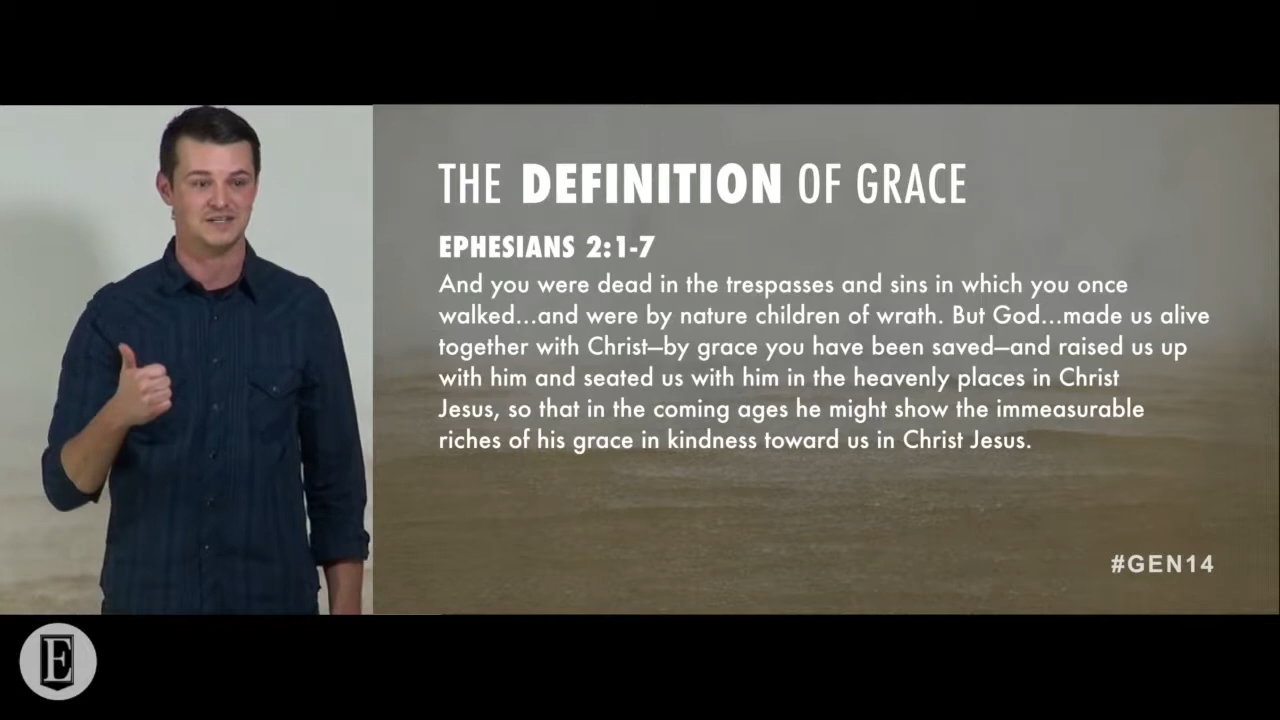 THE DEFINITION OF GRACE
EPHESIANS 2:1-7
And you were dead in the trespasses and sins in which you once
walked...and were by nature children of wrath. But God...made us alive
together with Christ—by grace you have been saved—and raised us up
with him and seated us with him in the heavenly places in Christ
Jesus, so that in the coming ages he might show the immeasurable
riches of his grace in kindness toward us in Christ Jesus.
#GEN14
E